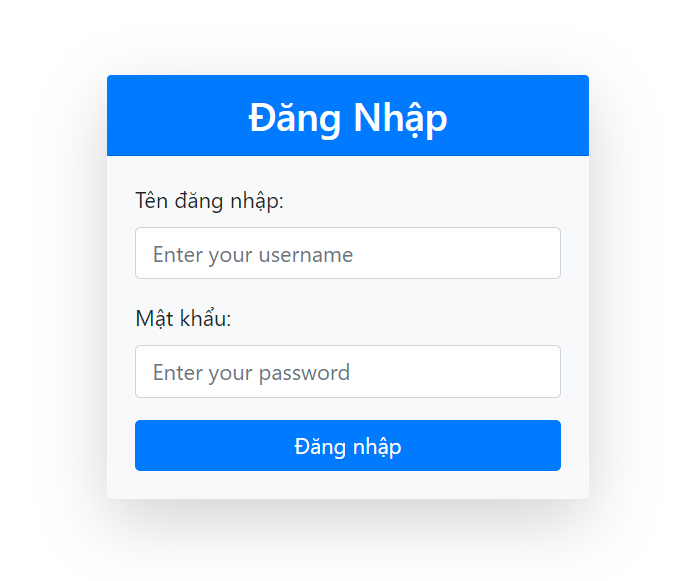 Đăng Nhập
Tên đăng nhập:
Enter your username
Mật khẩu:
Enter your password
Đăng nhập